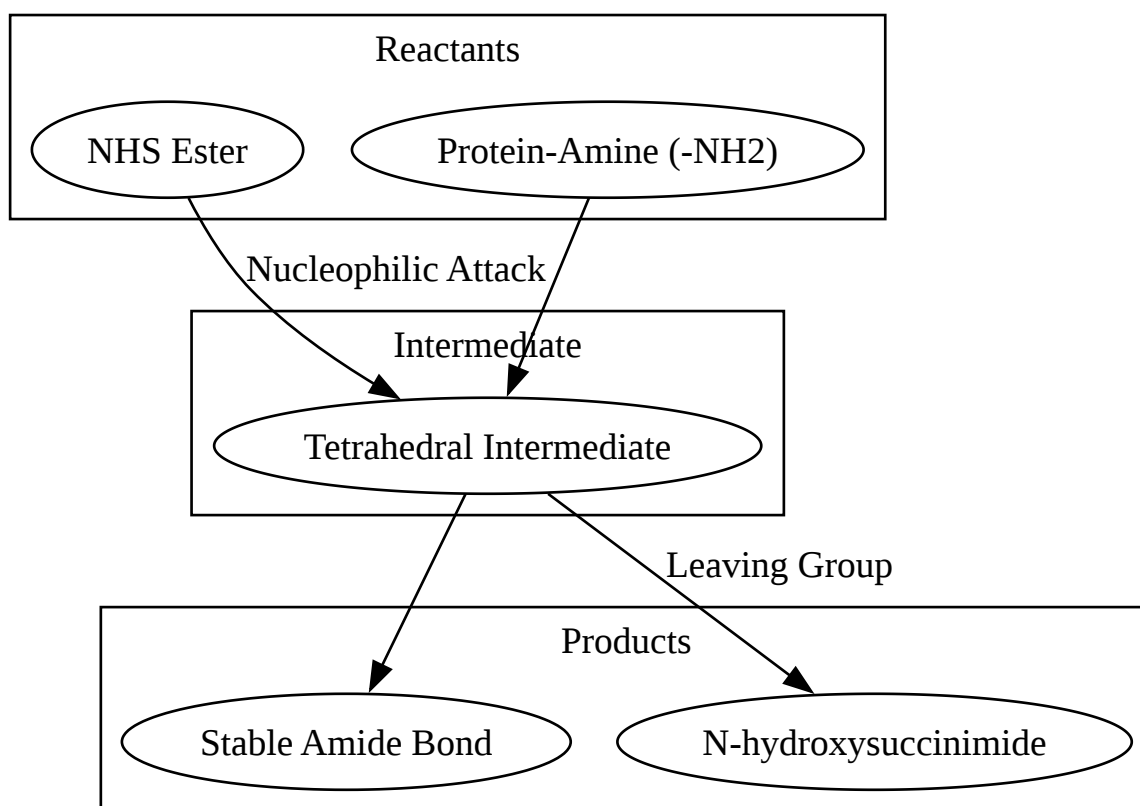 Reactants
NHS Ester
Protein-Amine (-NH2)
Nucleophilic Attack
Intermediate
Tetrahedral Intermediate
Leaving Group
Products
Stable Amide Bond
N-hydroxysuccinimide